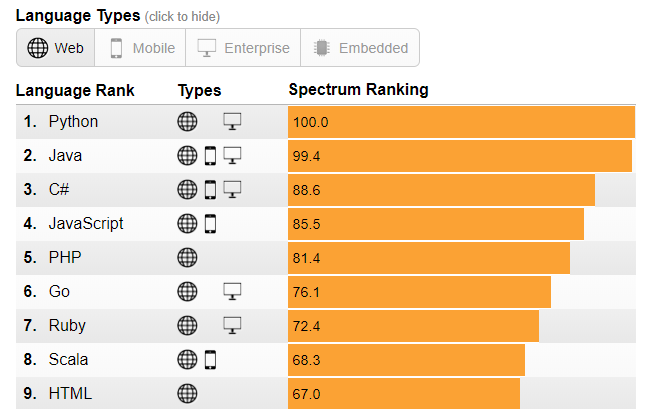 Language Types (click to hide)
Web Mobile Enterprise Embedded
Language Rank Types Spectrum Ranking
1. Python 100.0
2. Java 99.4
3. C# 88.6
4. JavaScript 85.5
5. PHP 81.4
6. Go 76.1
7. Ruby 72.4
8. Scala 68.3
9. HTML 67.0